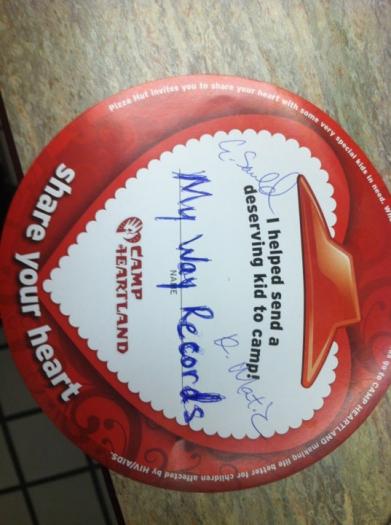 Pizza Hut invites you to share your heart with some very special kids in need,
I helped send a
deserving kid to camp!
My Way Records
NAME
CAMP
HEARTLAND
share your heart
go to CAMP HEARTLAND making life better for children affected by HIV/AIDS.